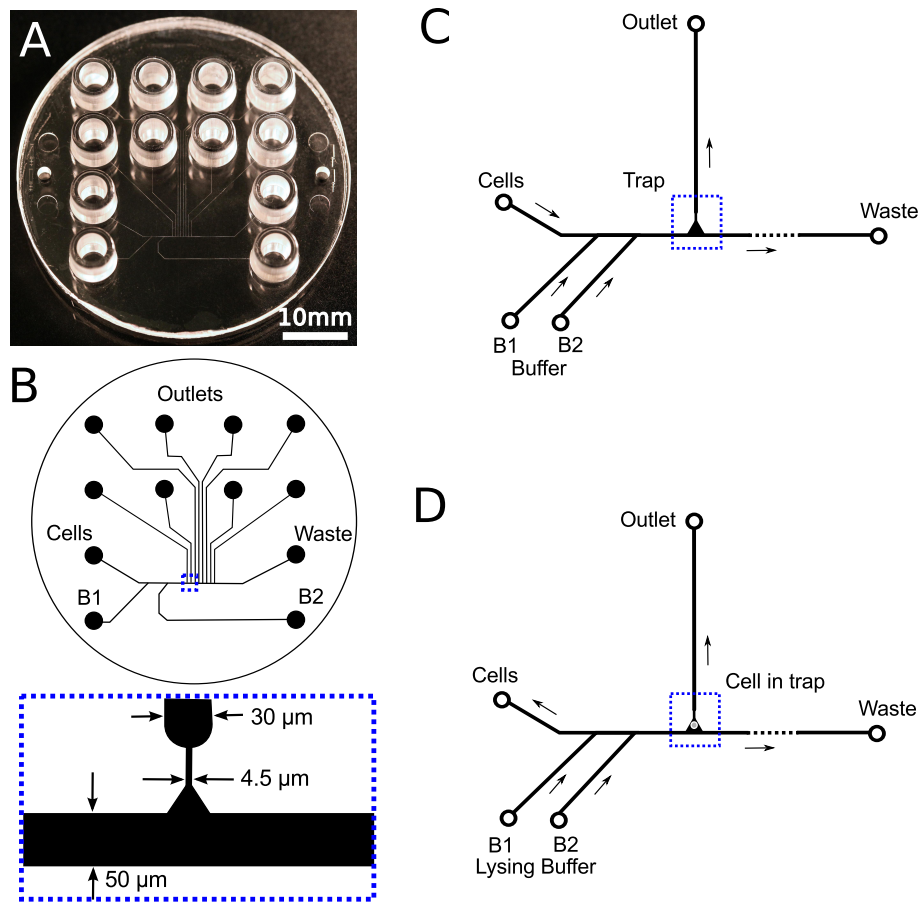 A
10mm
B
Outlets
Cells
Waste
B1
B2
30 µm
4.5 µm
50 µm
C
Outlet
Trap
Cells
Waste
B1
B2
Buffer
D
Outlet
Cell in trap
Cells
Waste
B1
B2
Lysing Buffer